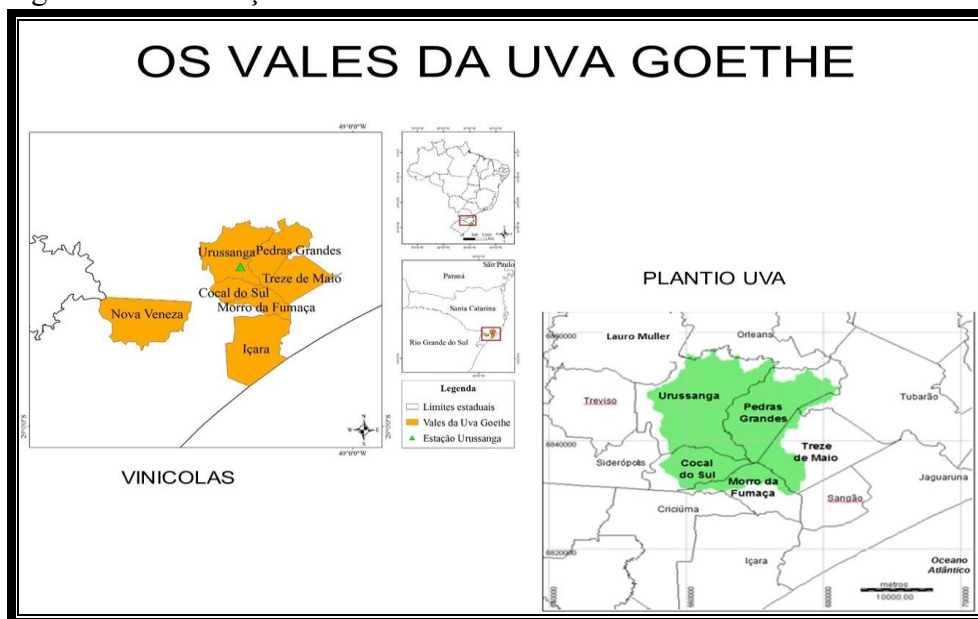 OS VALES DA UVA GOETHE
49°0'0"W
Urussanga
Pedras Grandes
Treze de Maio
Cocal do Sul
Morro da Fumaça
Nova Veneza
Içara
49°0'0"W
VINICOLAS
São Paulo
Paraná
Santa Catarina
Rio Grande do Sul
Legenda
Limites estaduais
Vales da Uva Goethe
Estação Urussanga
PLANTIO UVA
Lauro Muller
Orleans
Treviso
Urussanga
Pedras
Grandes
Tubarão
6840000
Treze
de Maio
Siderópolis
Cocal
do Sul
Morro da
Fumaça
Jaguaruna
Sangão
Criciúma
6820000
Içara
Oceano
Atlântico
metros
10000.00
660000
680000
700000